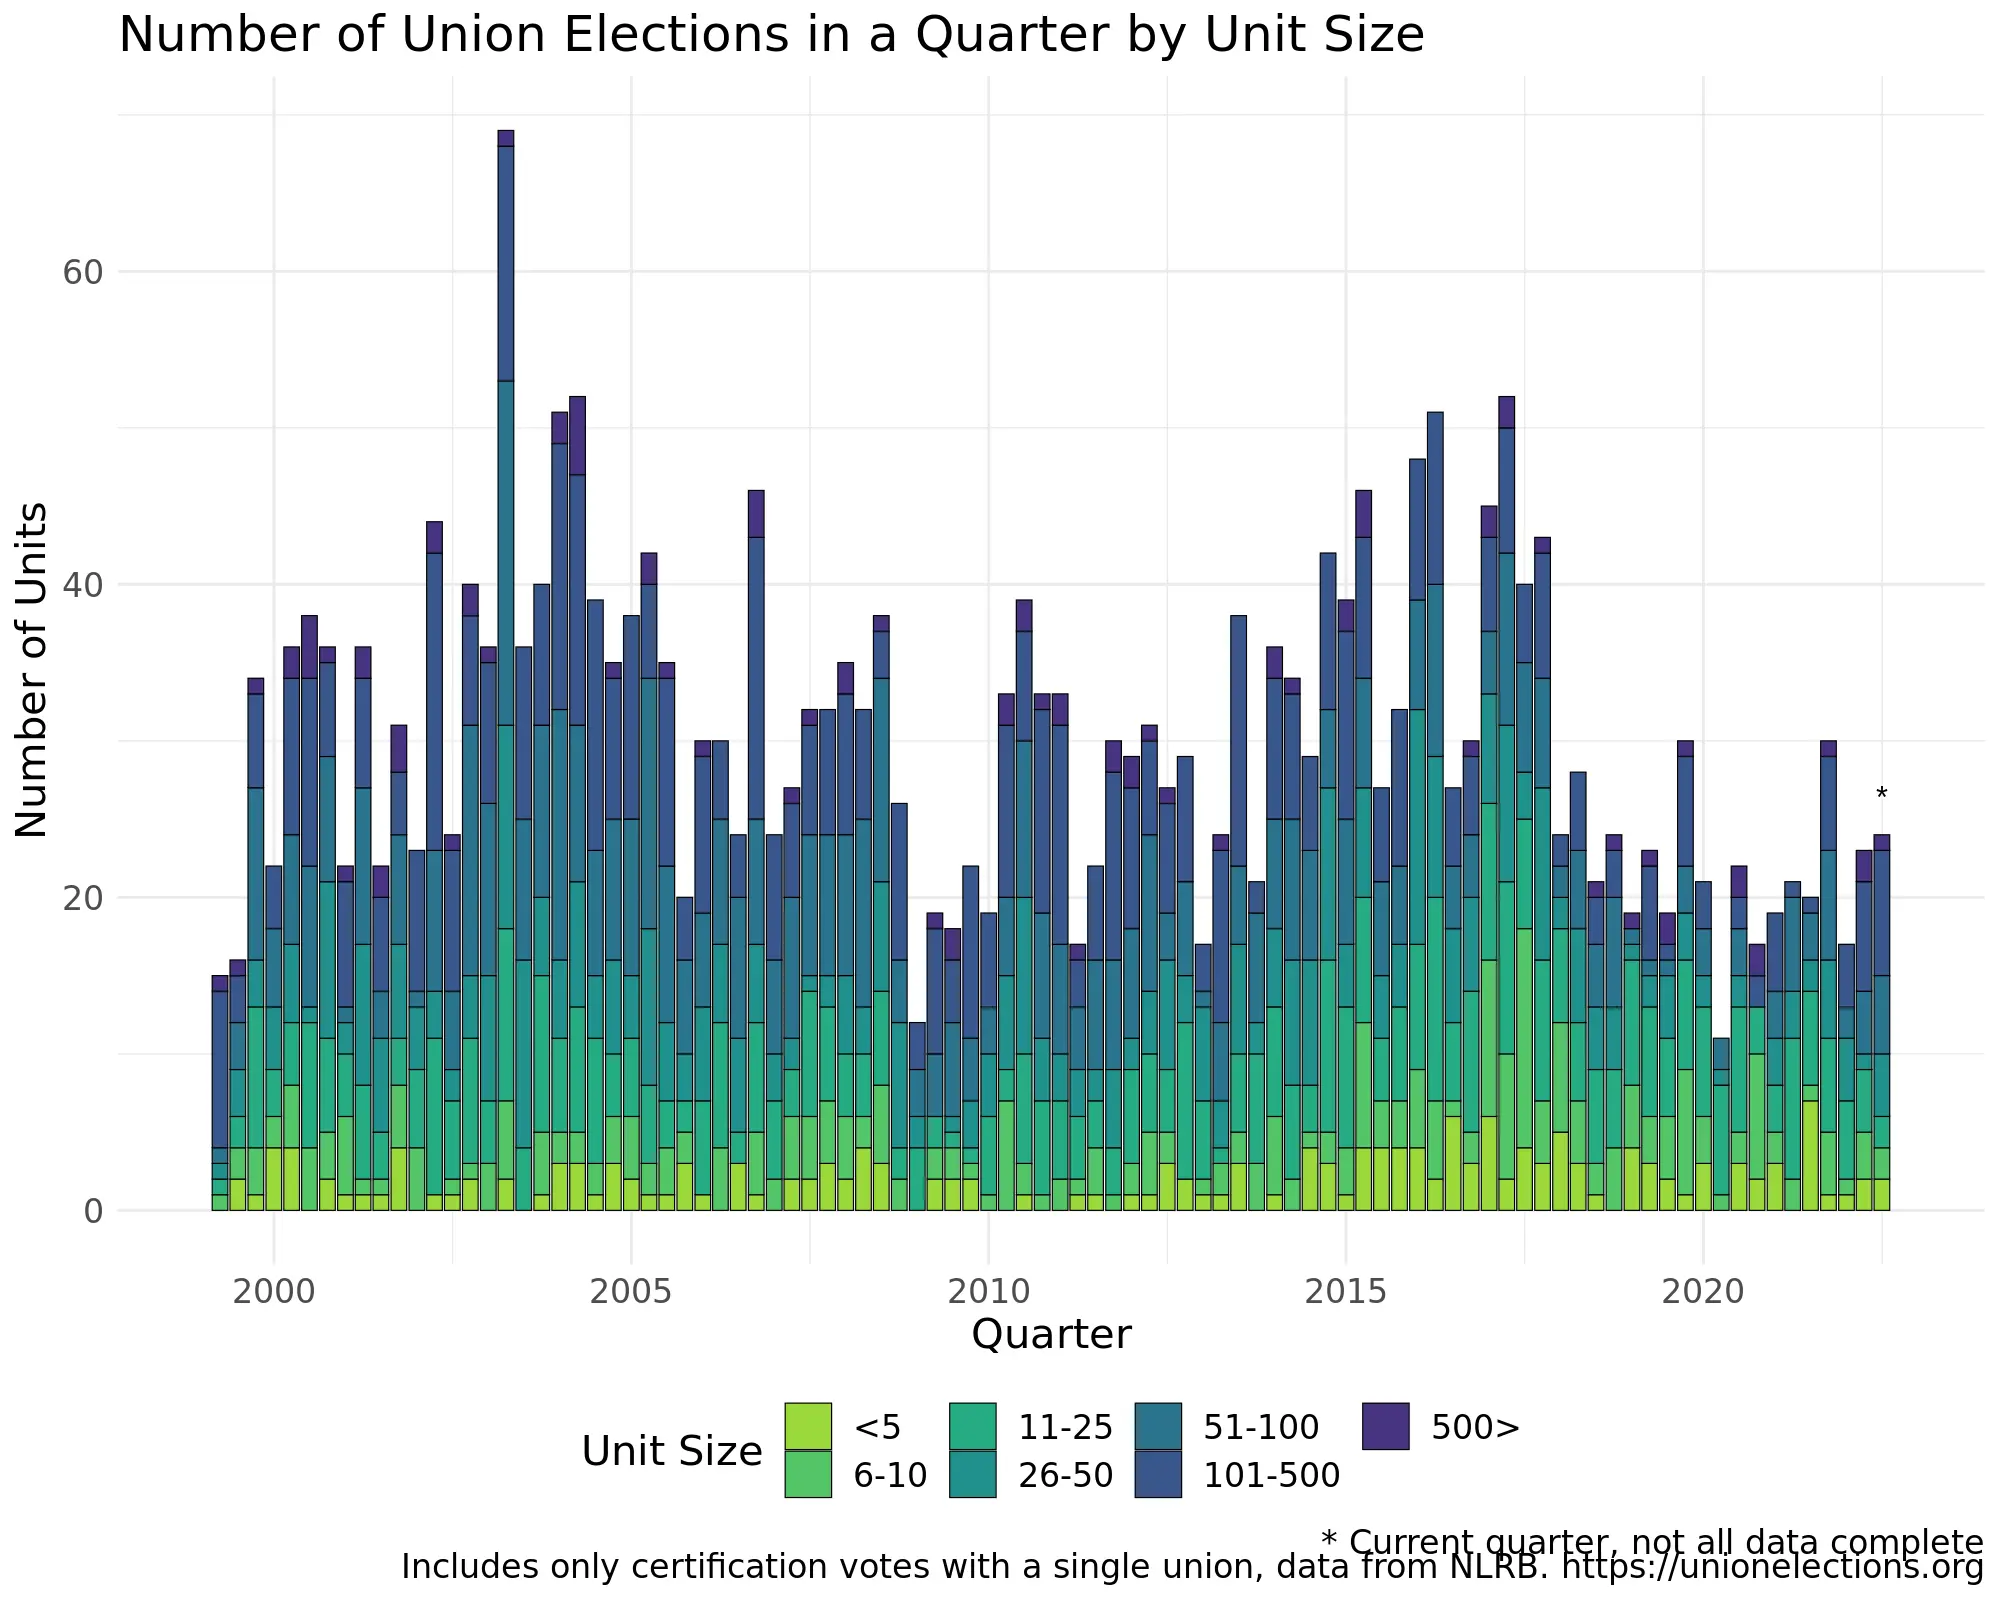 Number of Union Elections in a Quarter by Unit Size
Number of Units
60
40
20
0
*
2000 2005 2010 2015 2020
Quarter
Unit Size
<5 11-25 51-100 500>
6-10 26-50 101-500
* Current quarter, not all data complete
Includes only certification votes with a single union, data from NLRB. https://unionelections.org